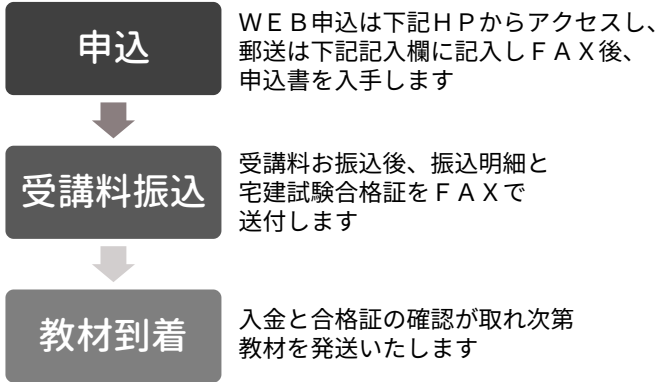 申込
ＷＥＢ申込は下記ＨＰからアクセスし、
郵送は下記記入欄に記入しＦＡＸ後、
申込書を入手します
受講料振込
受講料お振込後、振込明細と
宅建試験合格証をＦＡＸで
送付します
教材到着
入金と合格証の確認が取れ次第
教材を発送いたします